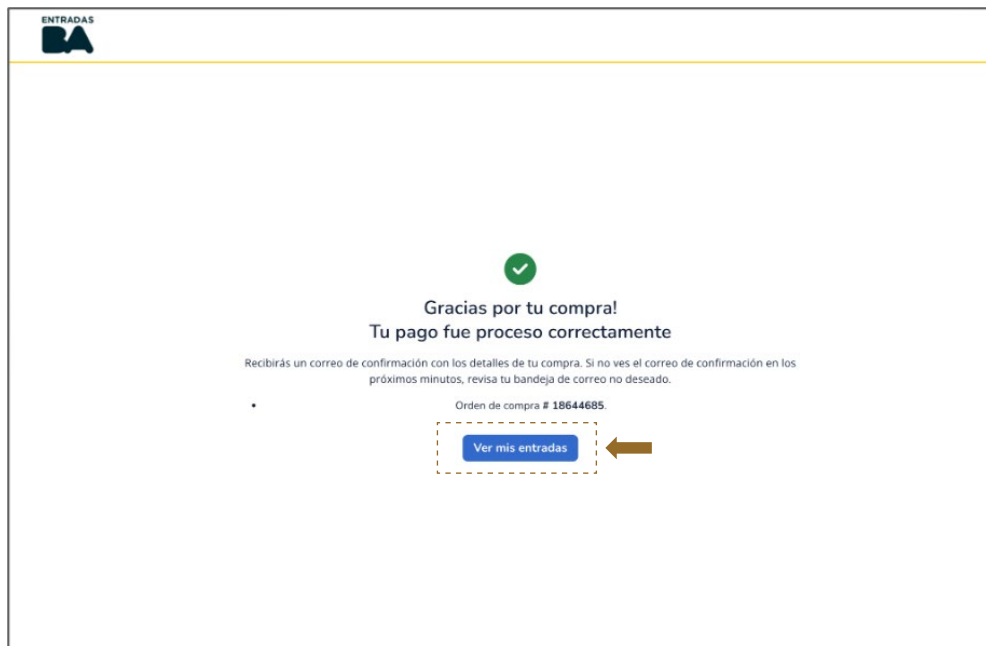 ENTRADAS
BA
Gracias por tu compra!
Tu pago fue proceso correctamente
Recibirás un correo de confirmación con los detalles de tu compra. Si no ves el correo de confirmación en los
próximos minutos, revisa tu bandeja de correo no deseado.
• Orden de compra # 18644685.
Ver mis entradas